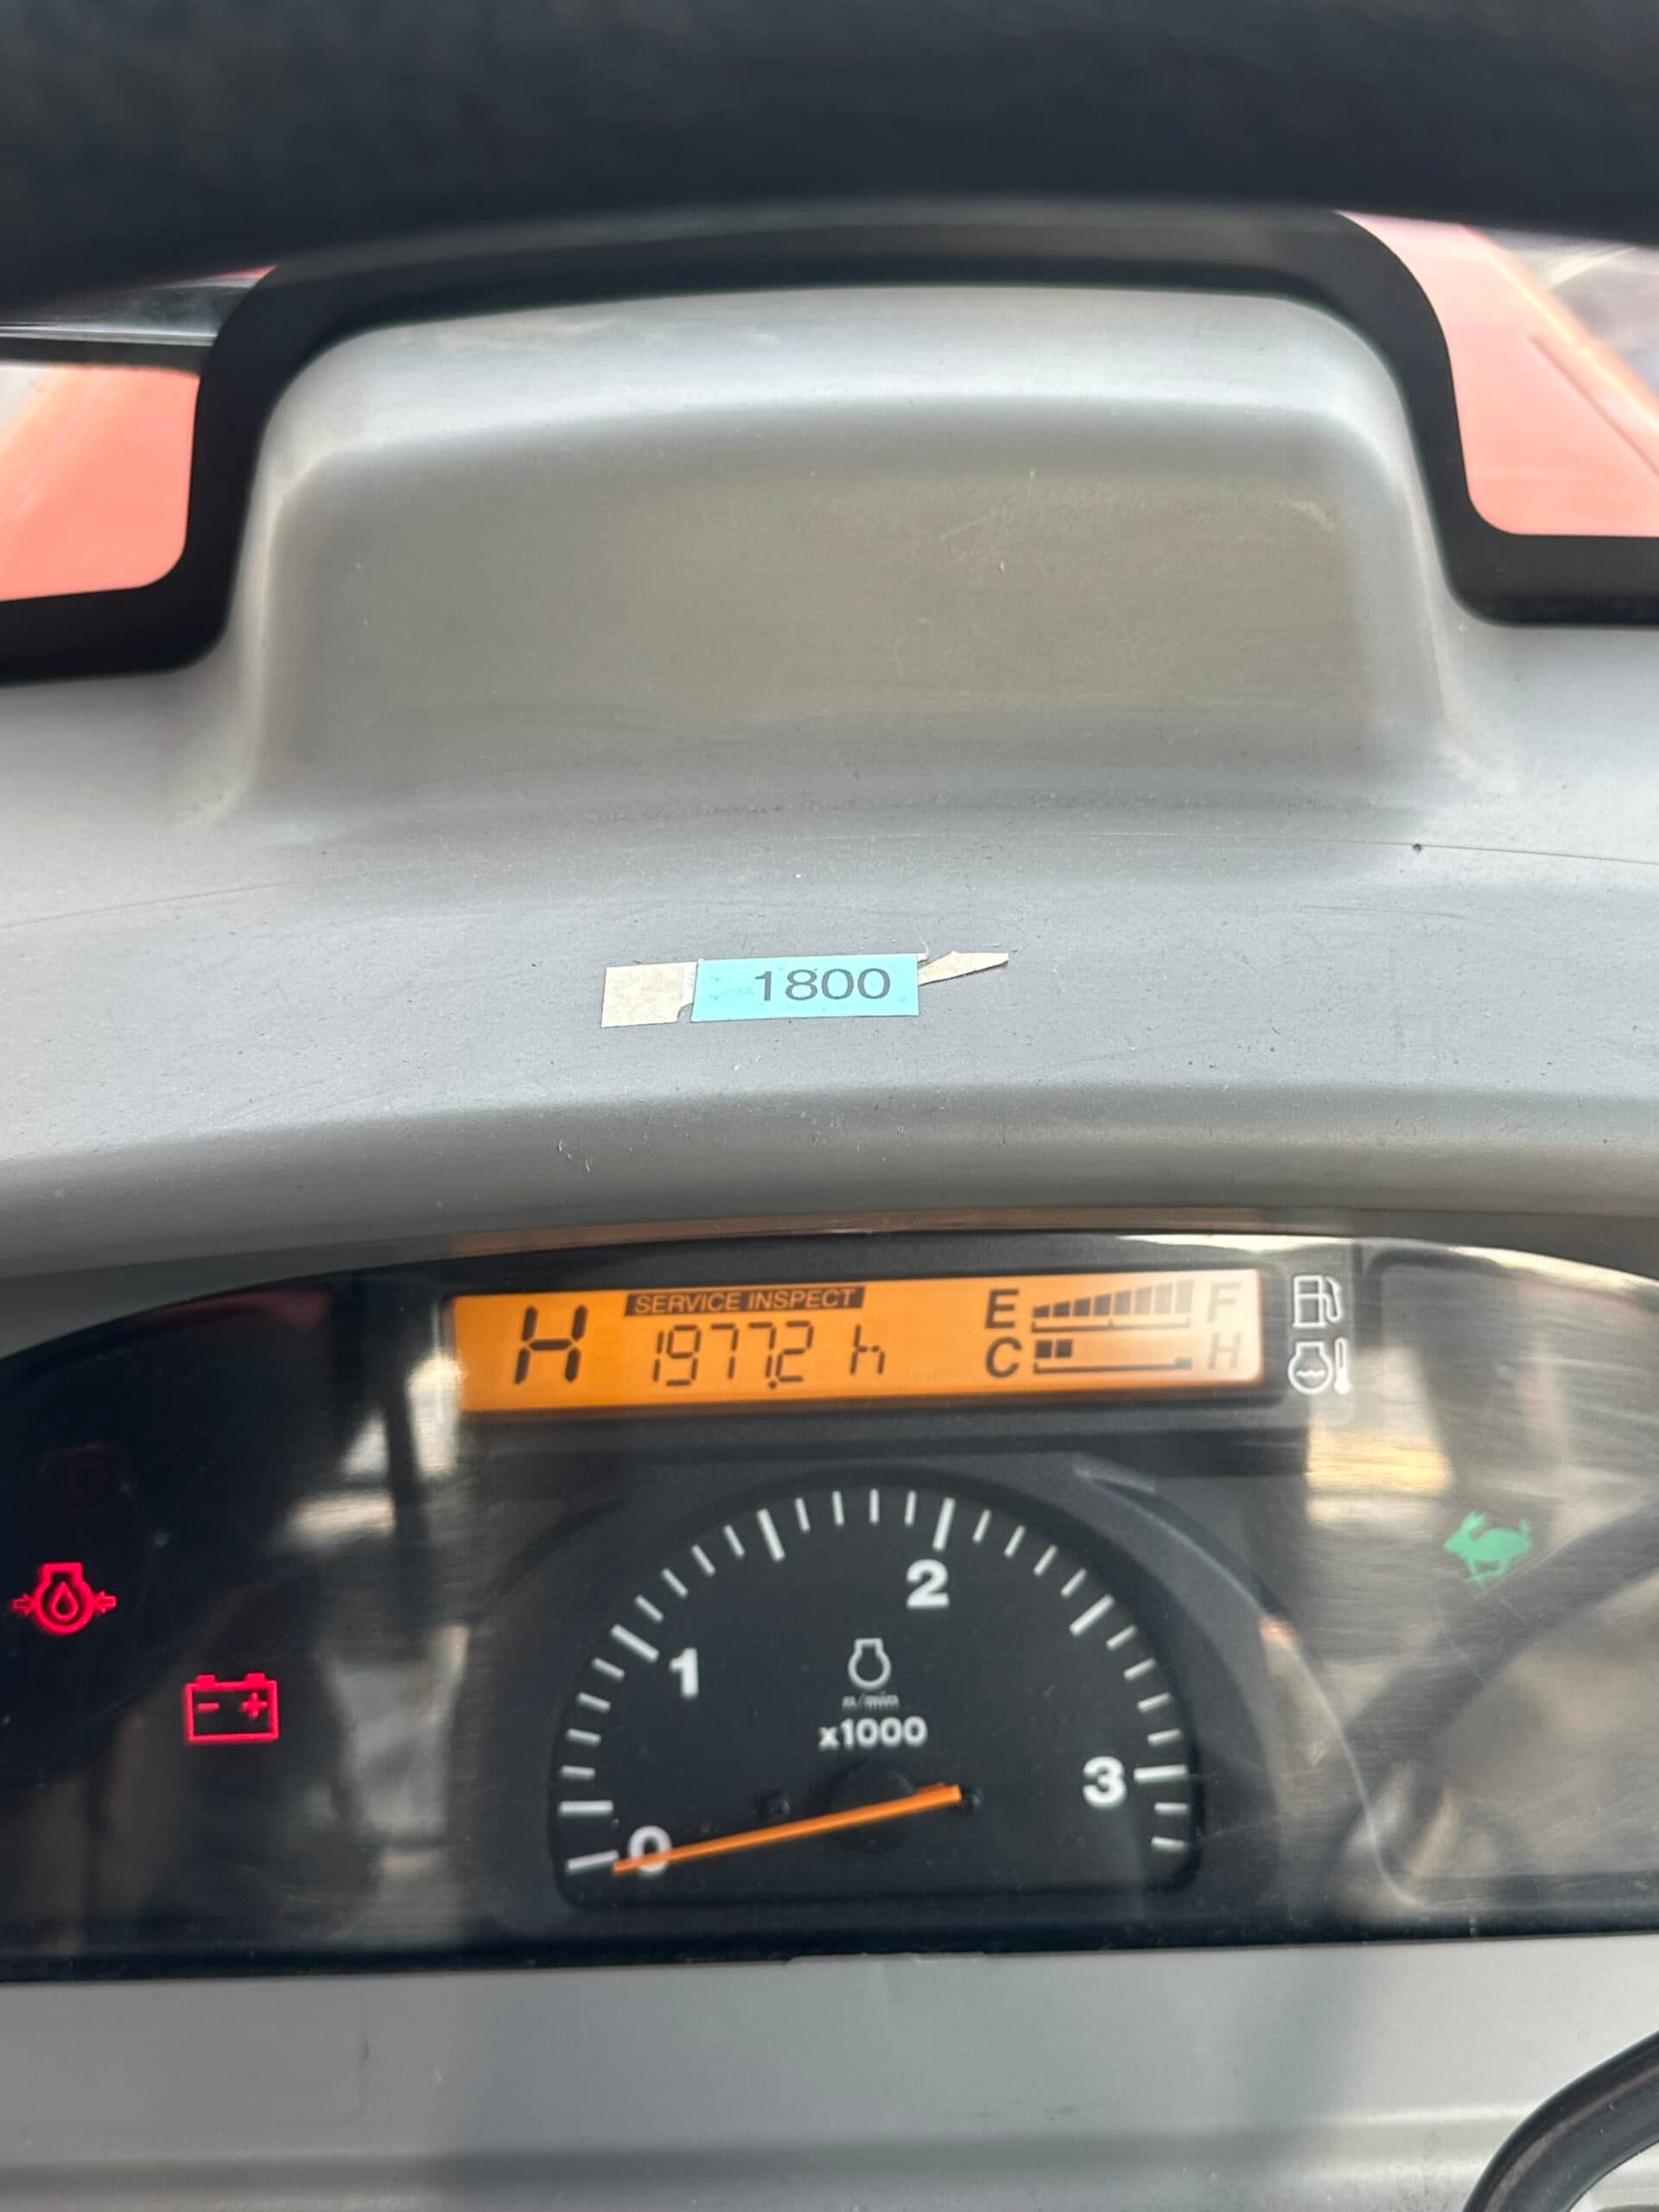 1800
SERVICE INSPECT
H 1977.2 h
E F
C H
2
1
x1000
3
0